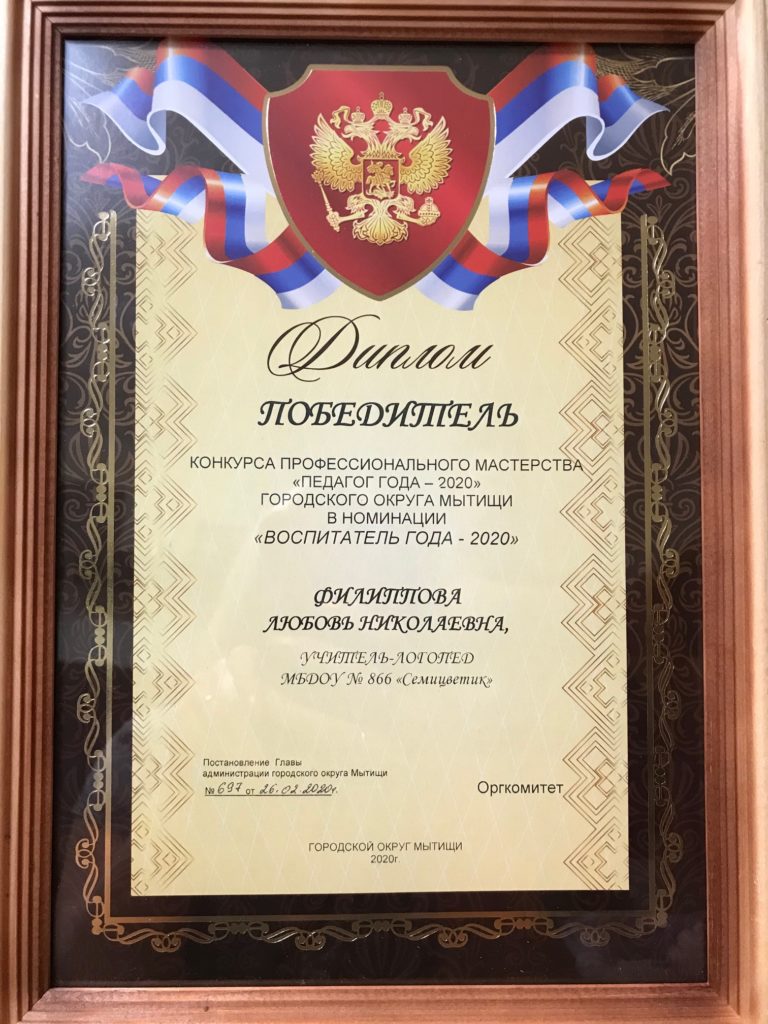 Диплом
ПОБЕДИТЕЛЬ
КОНКУРСА ПРОФЕССИОНАЛЬНОГО МАСТЕРСТВА
«ПЕДАГОГ ГОДА – 2020»
ГОРОДСКОГО ОКРУГА МЫТИЩИ
В НОМИНАЦИИ
«ВОСПИТАТЕЛЬ ГОДА - 2020»
ФИЛИППОВА
ЛЮБОВЬ НИКОЛАЕВНА,
УЧИТЕЛЬ-ЛОГОПЕД
МБДОУ № 866 «Семицветик»
Постановление Главы
администрации городского округа Мытищи
№ 697 от 26.02.2020г.
Оргкомитет
ГОРОДСКОЙ ОКРУГ МЫТИЩИ
2020г.